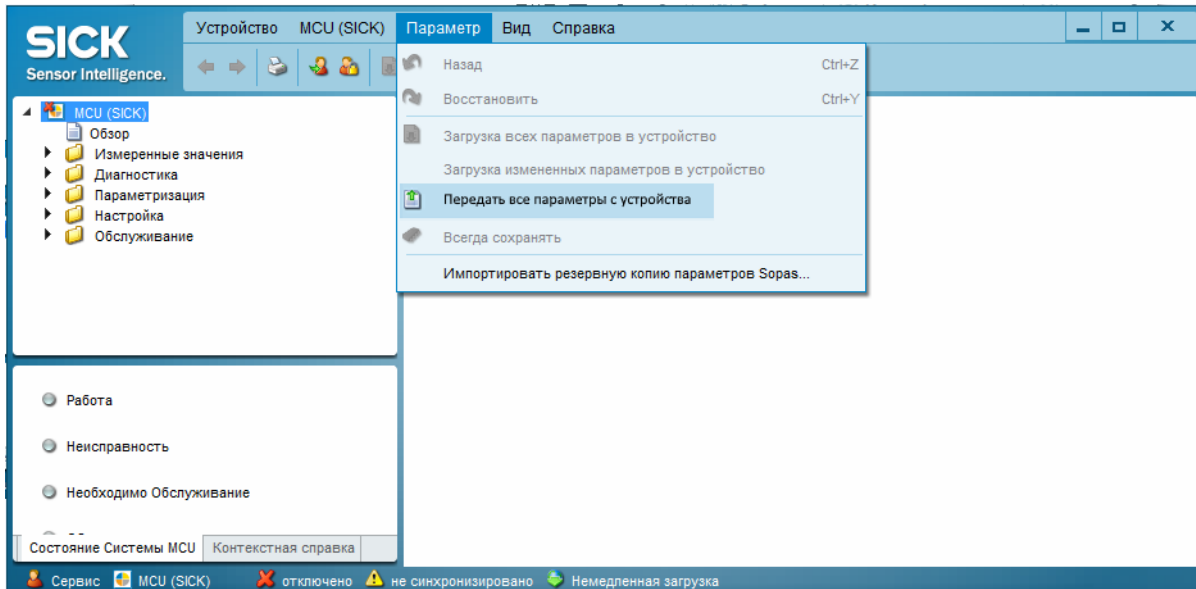 SICK
Sensor Intelligence.
Устройство MCU (SICK) Параметр Вид Справка
Назад Ctrl+Z
Восстановить Ctrl+Y
Загрузка всех параметров в устройство
Загрузка измененных параметров в устройство
Передать все параметры с устройства
Всегда сохранять
Импортировать резервную копию параметров Sopas...
MCU (SICK)
Обзор
Измеренные значения
Диагностика
Параметризация
Настройка
Обслуживание
Работа
Неисправность
Необходимо Обслуживание
Состояние Системы MCU Контекстная справка
Сервис MCU (SICK) отключено не синхронизировано Немедленная загрузка